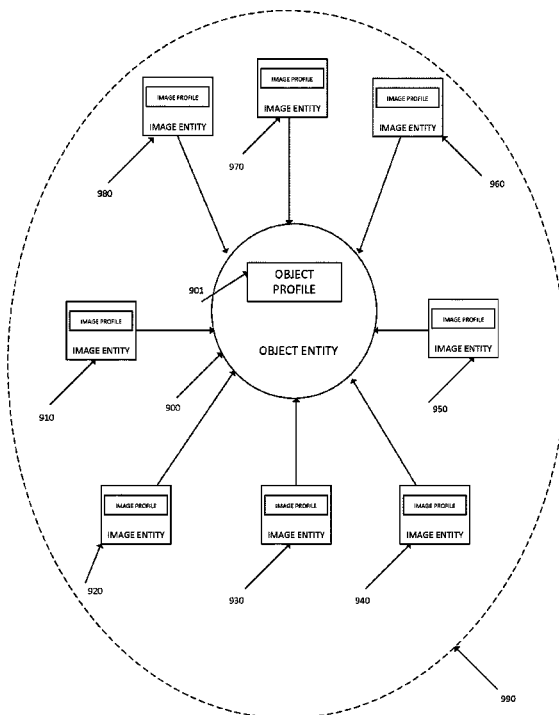 IMAGE PROFILE
IMAGE ENTITY
980
IMAGE PROFILE
IMAGE ENTITY
970
IMAGE PROFILE
IMAGE ENTITY
960
OBJECT
PROFILE
901
OBJECT ENTITY
IMAGE PROFILE
IMAGE ENTITY
910
900
IMAGE PROFILE
IMAGE ENTITY
950
IMAGE PROFILE
IMAGE ENTITY
920
IMAGE PROFILE
IMAGE ENTITY
930
IMAGE PROFILE
IMAGE ENTITY
940
990